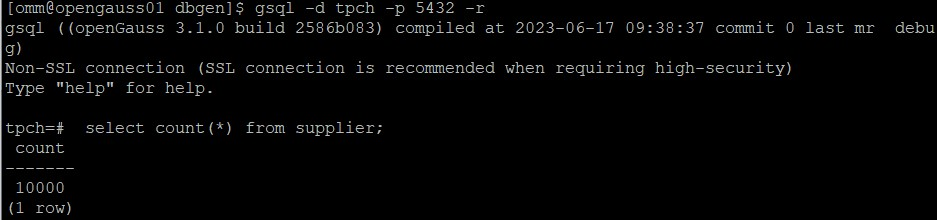 [omm@opengauss01 dbgen]$ gsql -d tpch -p 5432 -r
gsql ((openGauss 3.1.0 build 2586b083) compiled at 2023-06-17 09:38:37 commit 0 last mr  debu
g)
Non-SSL connection (SSL connection is recommended when requiring high-security)
Type "help" for help.

tpch=#  select count(*) from supplier;
 count
-------
 10000
(1 row)